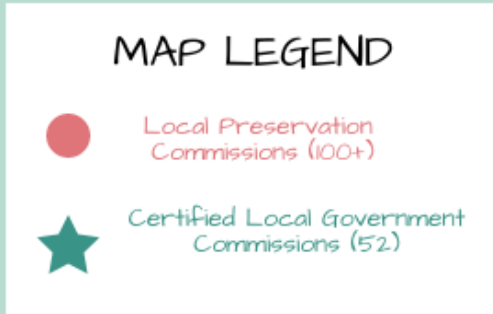 MAP LEGEND
Local Preservation
Commissions (100+)
Certified Local Government
Commissions (52)